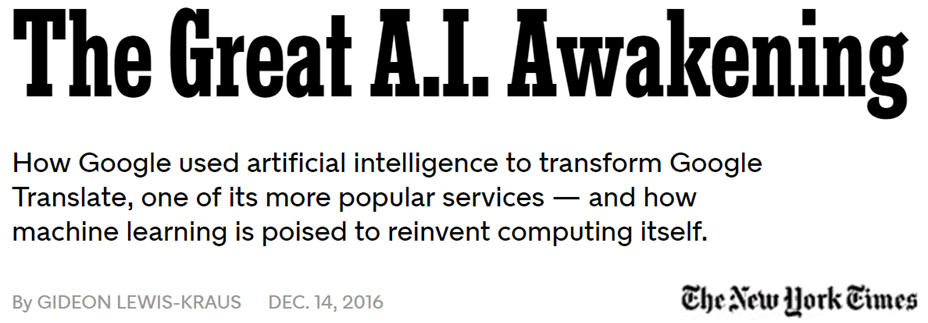 The Great A.I. Awakening
How Google used artificial intelligence to transform Google
Translate, one of its more popular services — and how
machine learning is poised to reinvent computing itself.
By GIDEON LEWIS-KRAUS DEC. 14, 2016
The New York Times